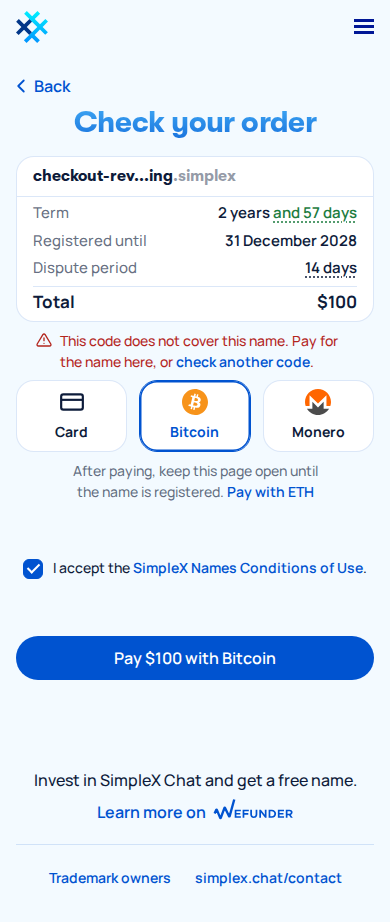 Back
Check your order
checkout-rev...ing.simplex
Term 2 years and 57 days
Registered until 31 December 2028
Dispute period 14 days
Total $100
This code does not cover this name. Pay for
the name here, or check another code.
Card Bitcoin Monero
After paying, keep this page open until
the name is registered. Pay with ETH
I accept the SimpleX Names Conditions of Use.
Pay $100 with Bitcoin
Invest in SimpleX Chat and get a free name.
Learn more on WEFUNDER
Trademark owners simplex.chat/contact